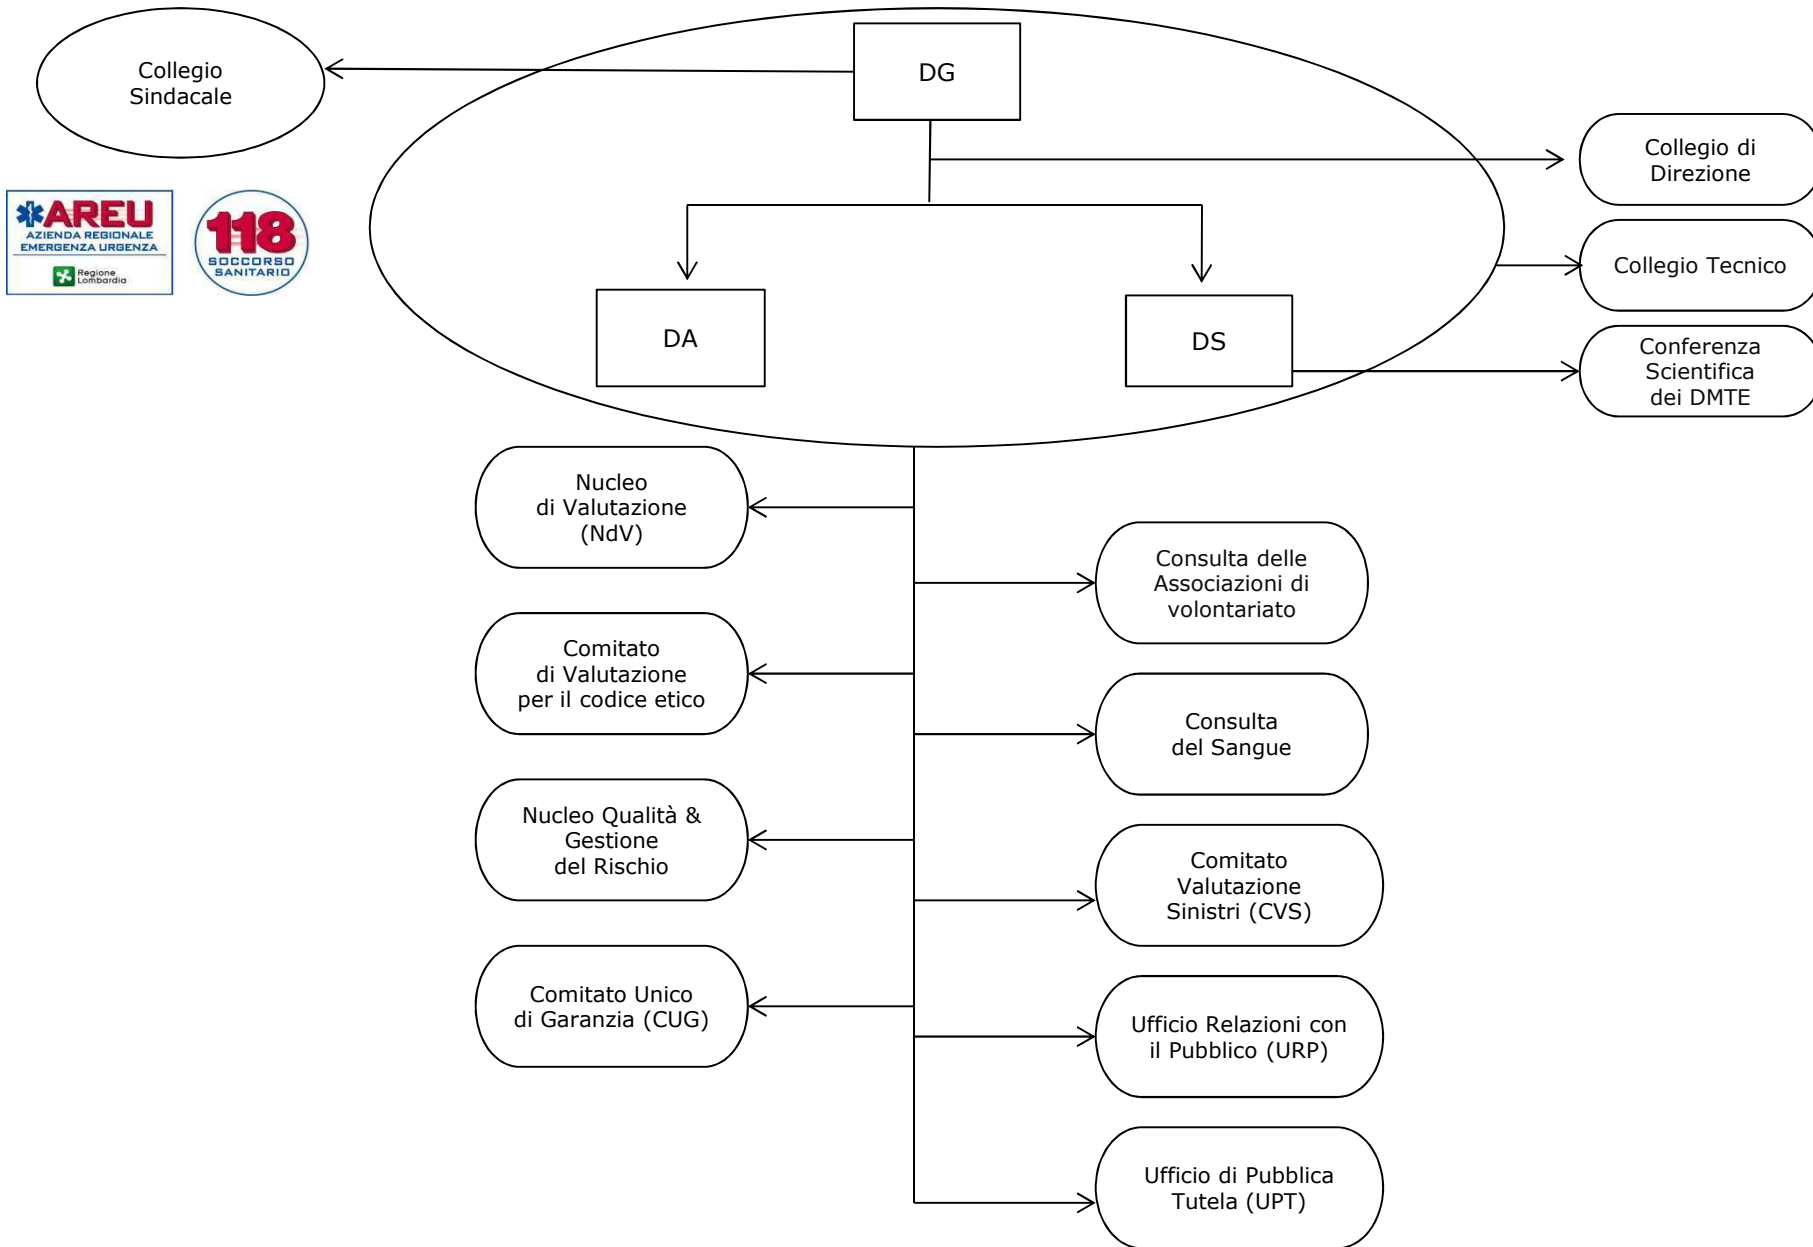 DG
Collegio
Sindacale
Collegio di
Direzione
*AREU
AZIENDA REGIONALE
EMERGENZA URGENZA
Regione
Lombardia
118
SOCCORSO
SANITARIO
Collegio Tecnico
DA
DS
Conferenza
Scientifica
dei DMTE
Nucleo
di Valutazione
(NdV)
Consulta delle
Associazioni di
volontariato
Comitato
di Valutazione
per il codice etico
Consulta
del Sangue
Nucleo Qualità &
Gestione
del Rischio
Comitato
Valutazione
Sinistri (CVS)
Comitato Unico
di Garanzia (CUG)
Ufficio Relazioni con
il Pubblico (URP)
Ufficio di Pubblica
Tutela (UPT)